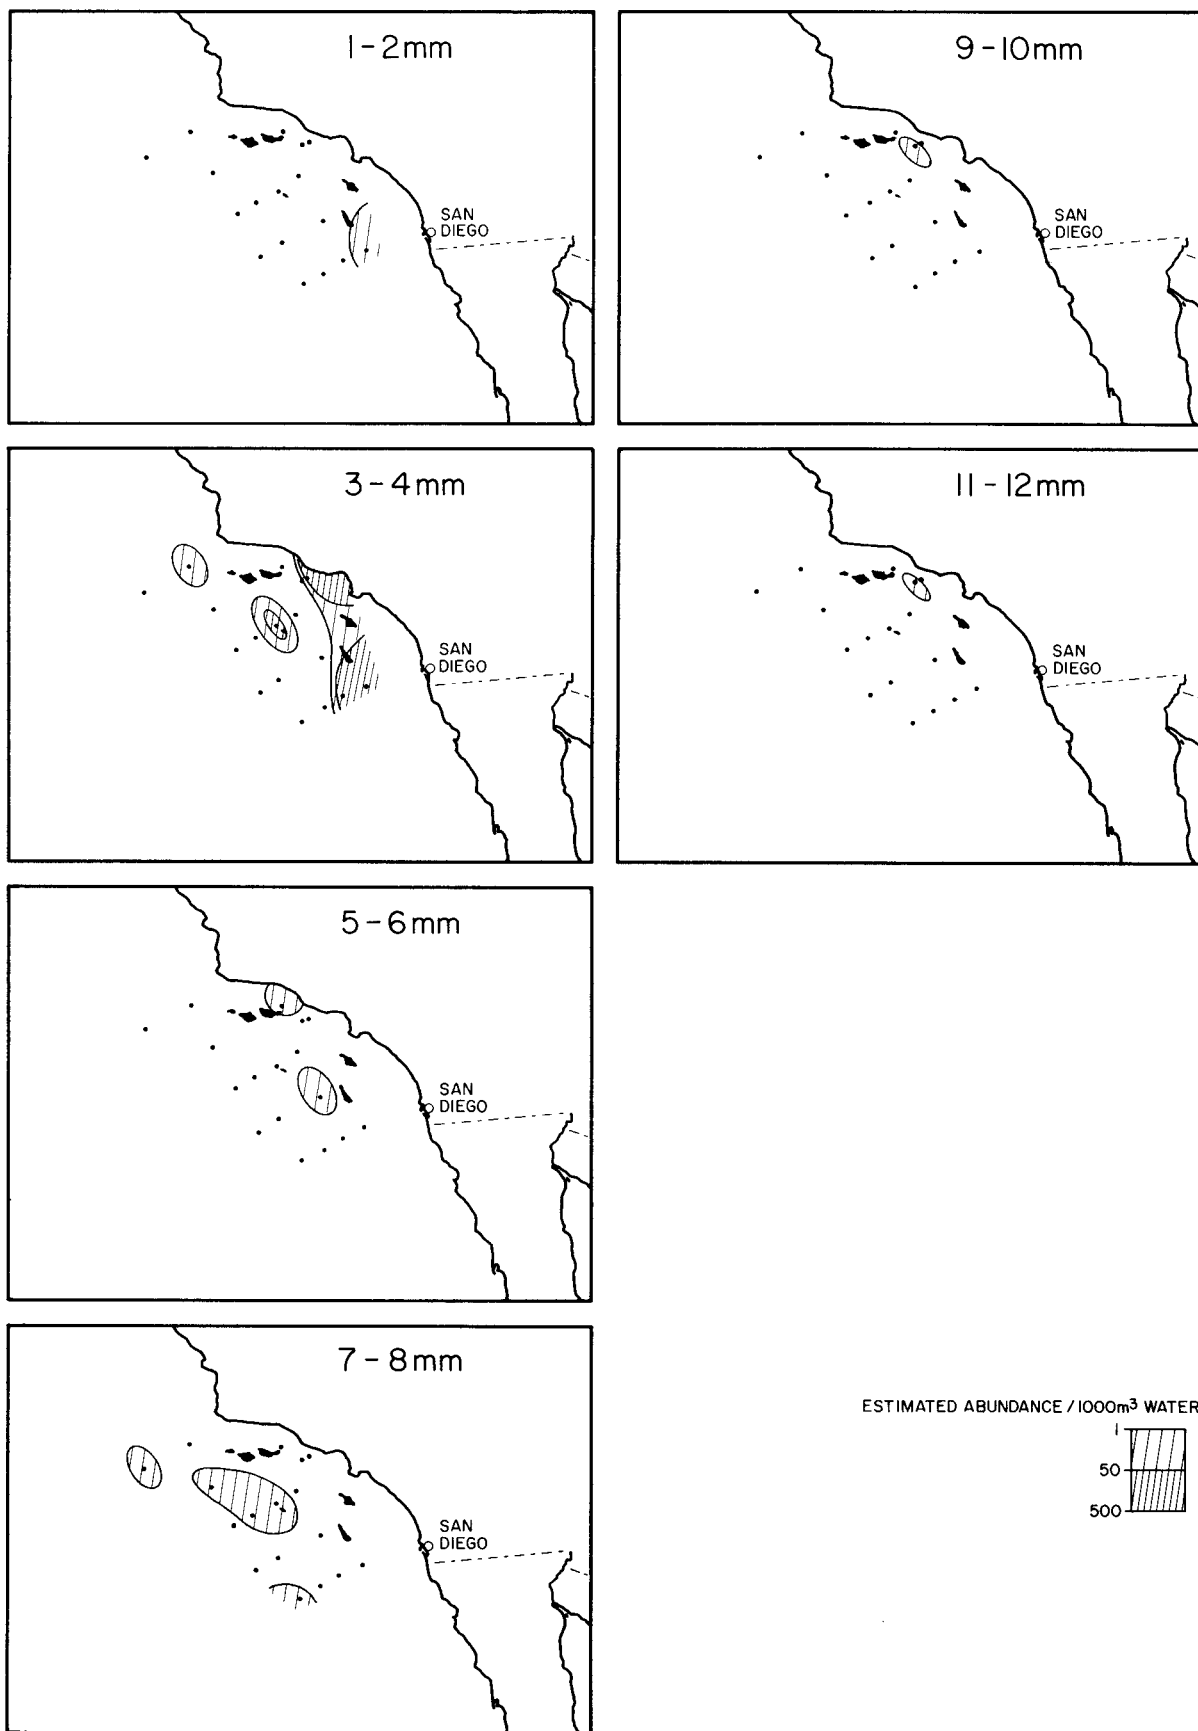 1-2mm
SAN
DIEGO
3-4mm
SAN
DIEGO
5-6mm
SAN
DIEGO
7-8mm
SAN
DIEGO
9-10mm
SAN
DIEGO
11-12mm
SAN
DIEGO
ESTIMATED ABUNDANCE / 1000m³ WATER
1
50
500